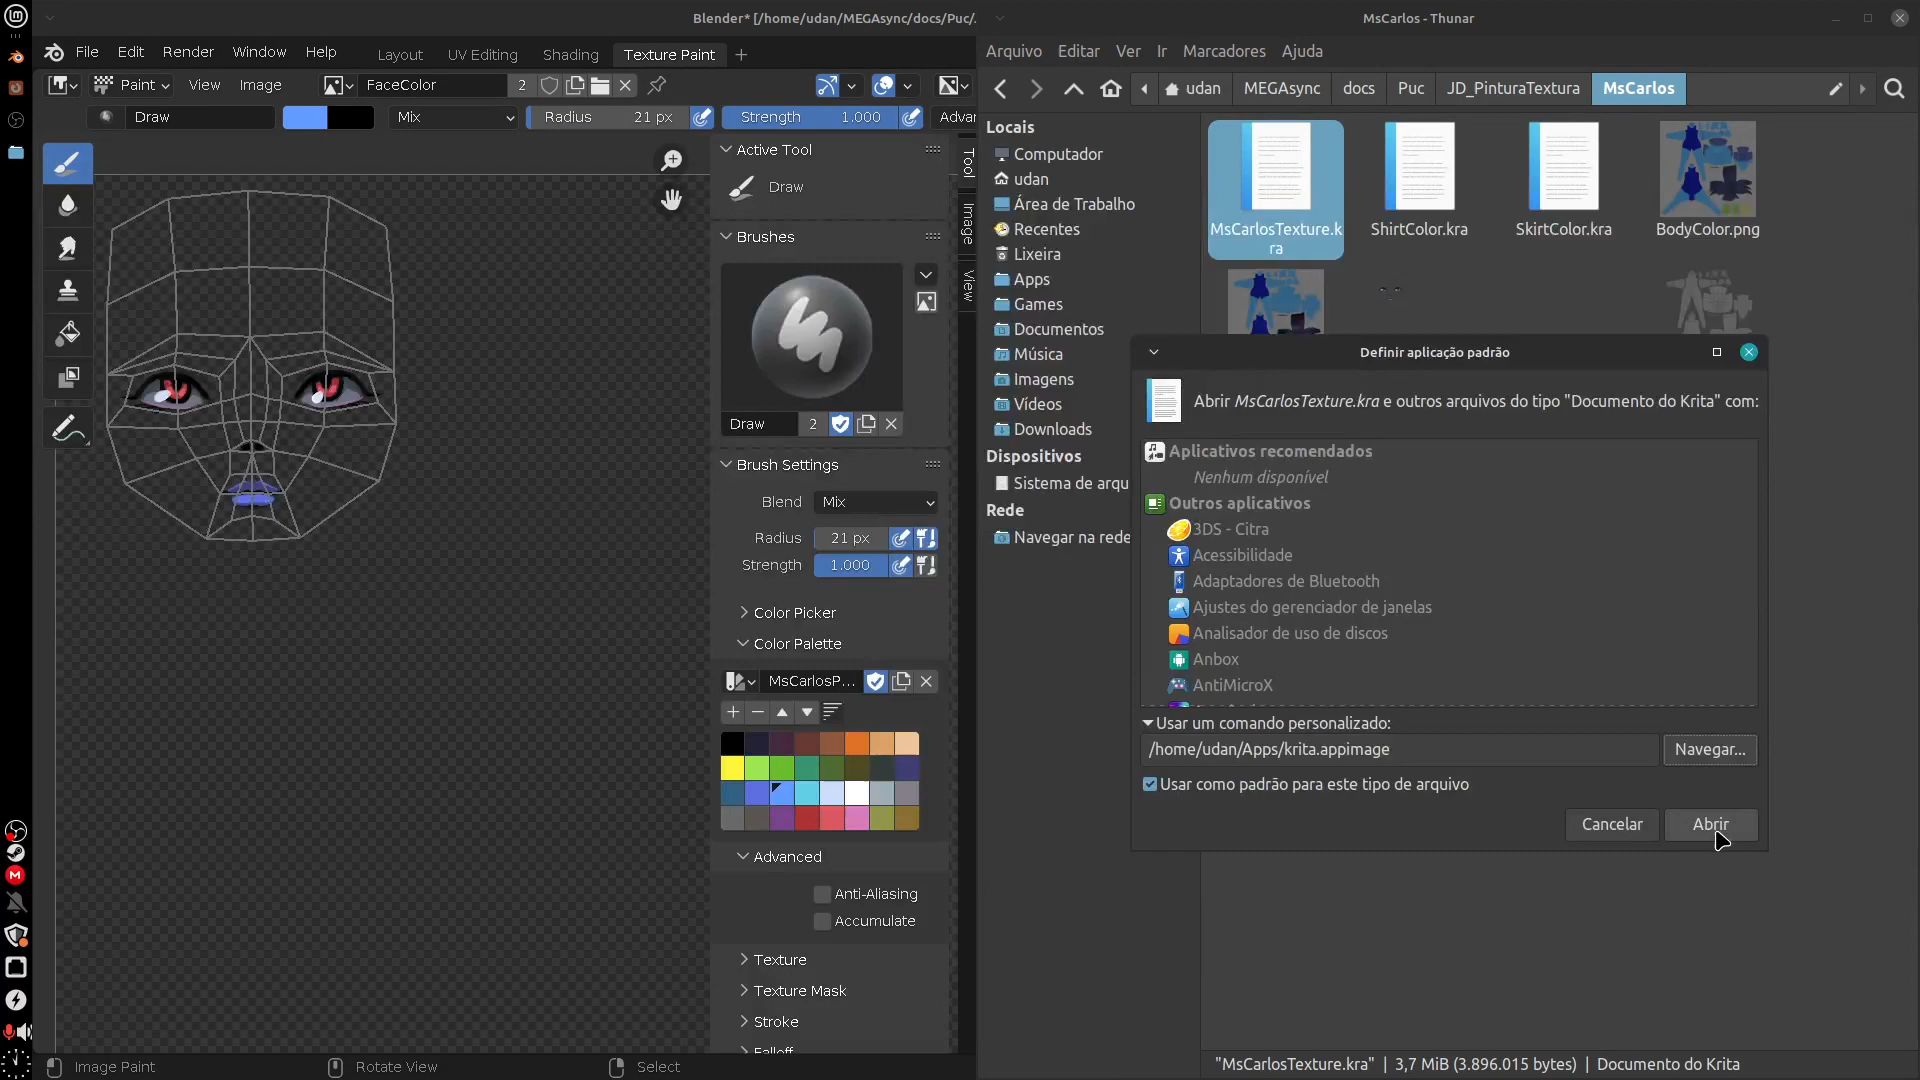 Blender* [/home/udan/MEGAsync/docs/Puc/.
File Edit Render Window Help
Layout UV Editing Shading Texture Paint +
Paint View Image FaceColor 2
Draw Mix Radius 21 px Strength 1.000 Advar
Active Tool
Draw
Brushes
Tool
Image
View
Draw 2
Brush Settings
Blend Mix
Radius 21 px
Strength 1.000
Color Picker
Color Palette
MsCarlosP...
Advanced
Anti-Aliasing
Accumulate
Texture
Texture Mask
Stroke
Falloff
Image Paint Rotate View Select
MsCarlos - Thunar
Arquivo Editar Ver Ir Marcadores Ajuda
udan MEGAsync docs Puc JD_PinturaTextura MsCarlos
Locais
Computador
udan
Área de Trabalho
Recentes
Lixeira
Apps
Games
Documentos
Música
Imagens
Vídeos
Downloads
Dispositivos
Sistema de arqu
Rede
Navegar na rede
MsCarlosTexture.k
ra
ShirtColor.kra
SkirtColor.kra
BodyColor.png
Definir aplicação padrão
Abrir MsCarlosTexture.kra e outros arquivos do tipo "Documento do Krita" com:
Aplicativos recomendados
Nenhum disponível
Outros aplicativos
3DS - Citra
Acessibilidade
Adaptadores de Bluetooth
Ajustes do gerenciador de janelas
Analisador de uso de discos
Anbox
AntiMicroX
Usar um comando personalizado:
/home/udan/Apps/krita.appimage Navegar...
Usar como padrão para este tipo de arquivo
Cancelar Abrir
"MsCarlosTexture.kra" | 3,7 MiB (3.896.015 bytes) | Documento do Krita